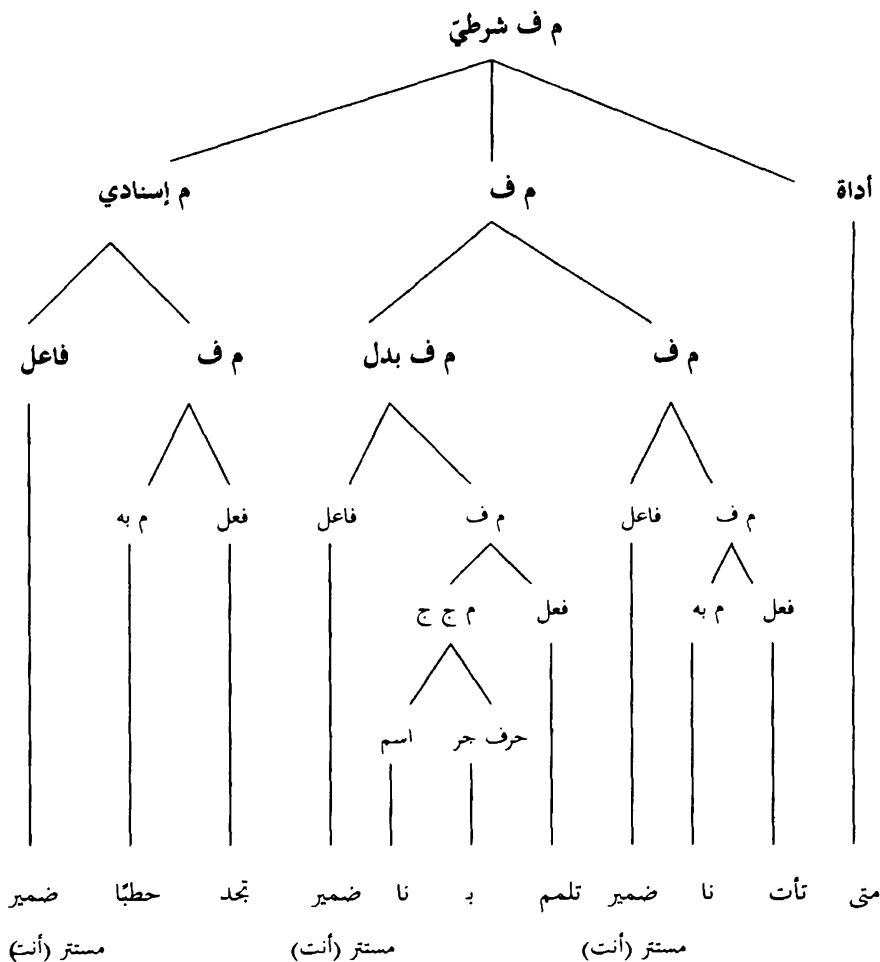 م ف شرطيّ
أداة م ف م إسنادي
م ف م ف بدل م ف فاعل
م ف فاعل م ف فاعل فعل م به
فعل م به فعل م ج ج
حرف جر اسم
متى تأت نا ضمير تلمم بـ نا ضمير تجد حطبًا ضمير
مستتر (أنت) مستتر (أنت) مستتر (أنت)